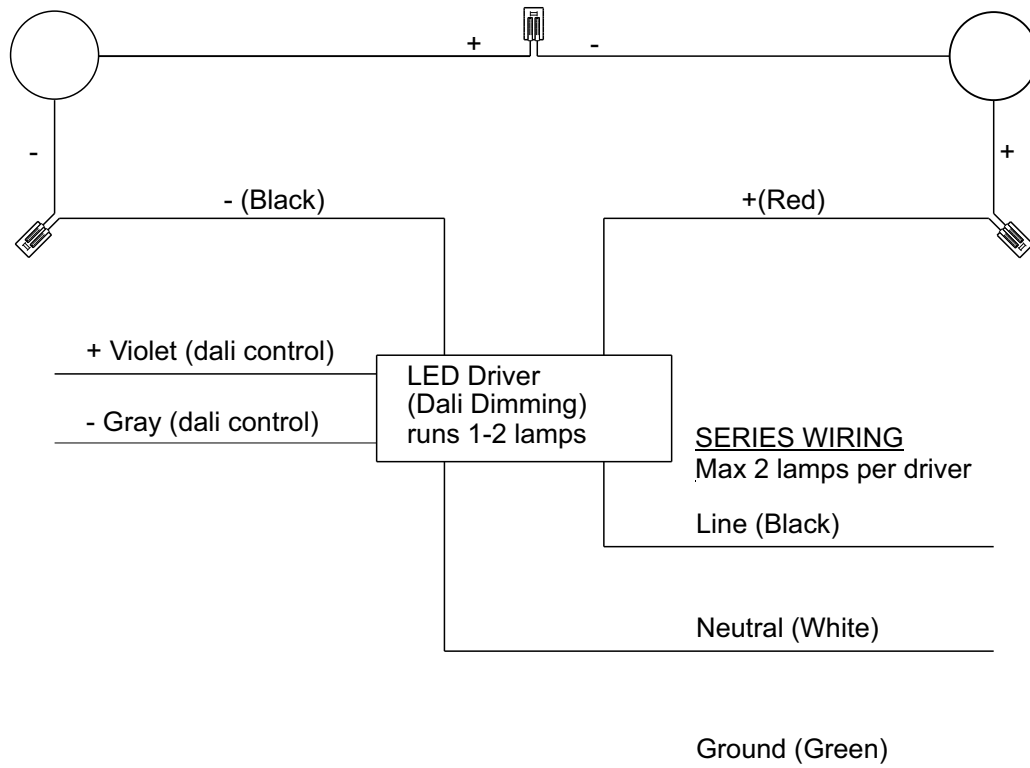 + -
- +
- (Black) +(Red)
+ Violet (dali control)
LED Driver
(Dali Dimming)
runs 1-2 lamps
- Gray (dali control)
SERIES WIRING
Max 2 lamps per driver
Line (Black)
Neutral (White)
Ground (Green)